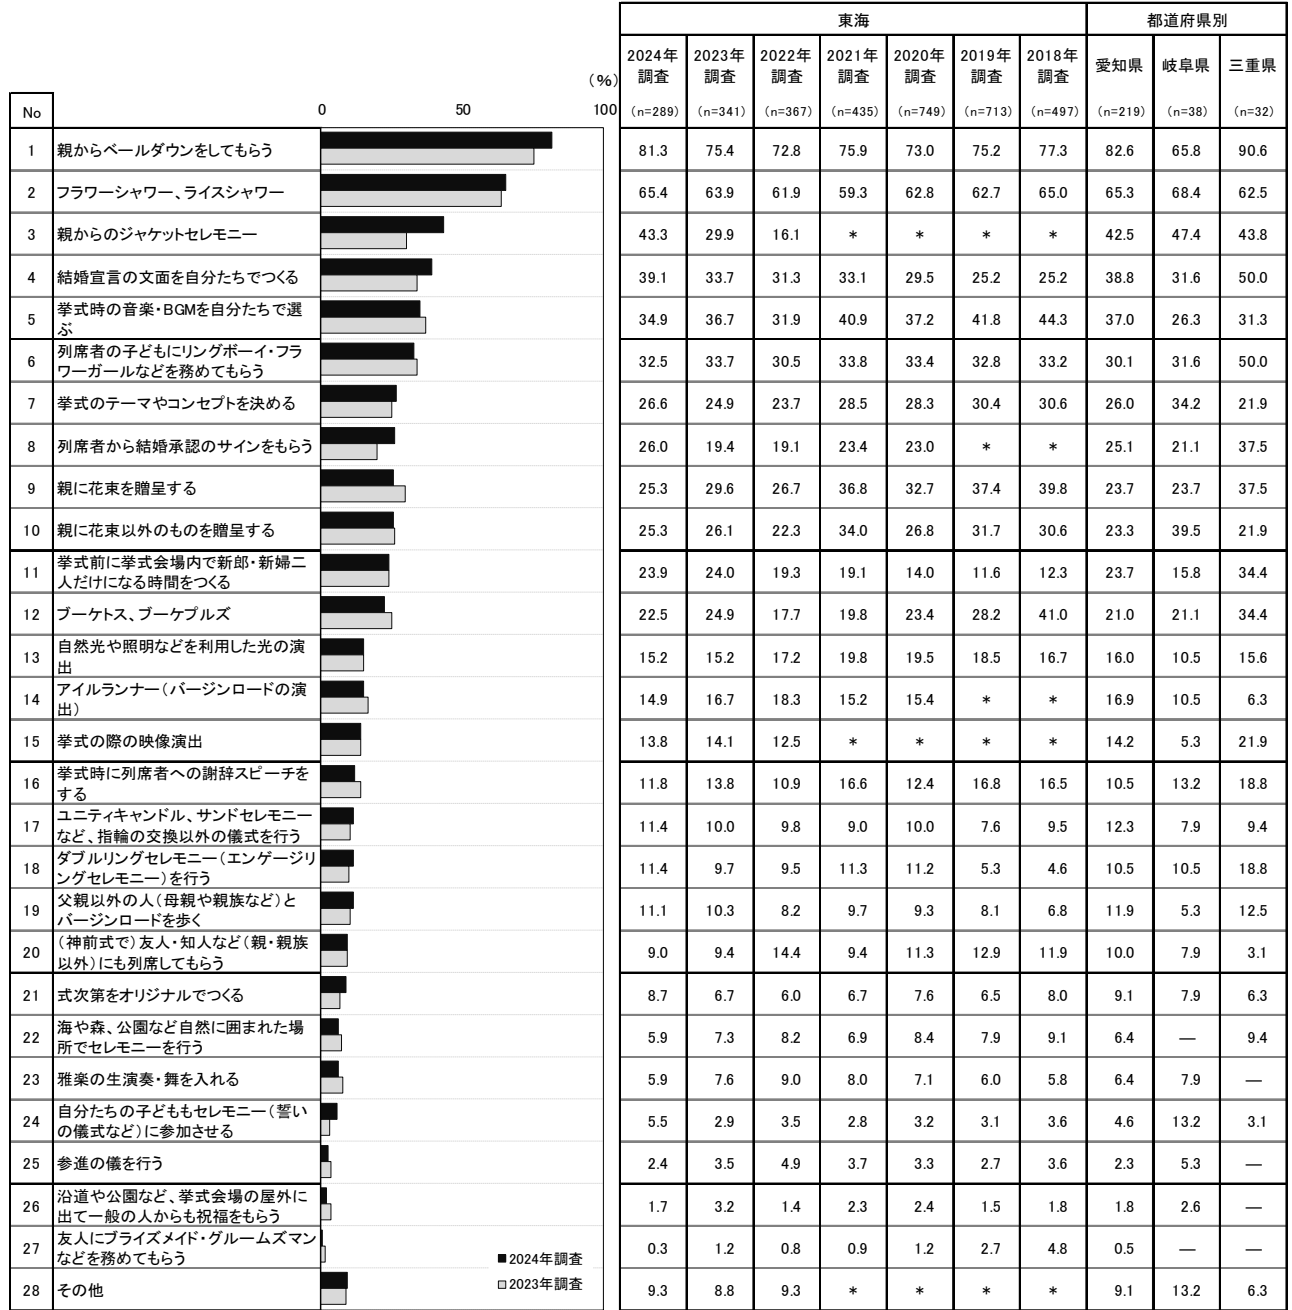 東海 都道府県別
2024年 2023年 2022年 2021年 2020年 2019年 2018年
調査 調査 調査 調査 調査 調査 調査 愛知県 岐阜県 三重県
(%)
No 0 50 100 (n=289) (n=341) (n=367) (n=435) (n=749) (n=713) (n=497) (n=219) (n=38) (n=32)
1 親からベールダウンをしてもらう 81.3 75.4 72.8 75.9 73.0 75.2 77.3 82.6 65.8 90.6
2 フラワーシャワー、ライスシャワー 65.4 63.9 61.9 59.3 62.8 62.7 65.0 65.3 68.4 62.5
3 親からのジャケットセレモニー 43.3 29.9 16.1 * * * * 42.5 47.4 43.8
4 結婚宣言の文面を自分たちでつくる 39.1 33.7 31.3 33.1 29.5 25.2 25.2 38.8 31.6 50.0
5 挙式時の音楽・BGMを自分たちで選
ぶ 34.9 36.7 31.9 40.9 37.2 41.8 44.3 37.0 26.3 31.3
6 列席者の子どもにリングボーイ・フラ
ワーガールなどを務めてもらう 32.5 33.7 30.5 33.8 33.4 32.8 33.2 30.1 31.6 50.0
7 挙式のテーマやコンセプトを決める 26.6 24.9 23.7 28.5 28.3 30.4 30.6 26.0 34.2 21.9
8 列席者から結婚承認のサインをもらう 26.0 19.4 19.1 23.4 23.0 * * 25.1 21.1 37.5
9 親に花束を贈呈する 25.3 29.6 26.7 36.8 32.7 37.4 39.8 23.7 23.7 37.5
10 親に花束以外のものを贈呈する 25.3 26.1 22.3 34.0 26.8 31.7 30.6 23.3 39.5 21.9
11 挙式前に挙式会場内で新郎・新婦二
人だけになる時間をつくる 23.9 24.0 19.3 19.1 14.0 11.6 12.3 23.7 15.8 34.4
12 ブーケトス、ブーケプルズ 22.5 24.9 17.7 19.8 23.4 28.2 41.0 21.0 21.1 34.4
13 自然光や照明などを利用した光の演
出 15.2 15.2 17.2 19.8 19.5 18.5 16.7 16.0 10.5 15.6
14 アイルランナー（バージンロードの演
出） 14.9 16.7 18.3 15.2 15.4 * * 16.9 10.5 6.3
15 挙式の際の映像演出 13.8 14.1 12.5 * * * * 14.2 5.3 21.9
16 挙式時に列席者への謝辞スピーチを
する 11.8 13.8 10.9 16.6 12.4 16.8 16.5 10.5 13.2 18.8
17 ユニティキャンドル、サンドセレモニー
など、指輪の交換以外の儀式を行う 11.4 10.0 9.8 9.0 10.0 7.6 9.5 12.3 7.9 9.4
18 ダブルリングセレモニー（エンゲージリ
ングセレモニー）を行う 11.4 9.7 9.5 11.3 11.2 5.3 4.6 10.5 10.5 18.8
19 父親以外の人（母親や親族など）と
バージンロードを歩く 11.1 10.3 8.2 9.7 9.3 8.1 6.8 11.9 5.3 12.5
20 （神前式で）友人・知人など（親・親族
以外）にも列席してもらう 9.0 9.4 14.4 9.4 11.3 12.9 11.9 10.0 7.9 3.1
21 式次第をオリジナルでつくる 8.7 6.7 6.0 6.7 7.6 6.5 8.0 9.1 7.9 6.3
22 海や森、公園など自然に囲まれた場
所でセレモニーを行う 5.9 7.3 8.2 6.9 8.4 7.9 9.1 6.4 — 9.4
23 雅楽の生演奏・舞を入れる 5.9 7.6 9.0 8.0 7.1 6.0 5.8 6.4 7.9 —
24 自分たちの子どももセレモニー（誓い
の儀式など）に参加させる 5.5 2.9 3.5 2.8 3.2 3.1 3.6 4.6 13.2 3.1
25 参進の儀を行う 2.4 3.5 4.9 3.7 3.3 2.7 3.6 2.3 5.3 —
26 沿道や公園など、挙式会場の屋外に
出て一般の人からも祝福をもらう 1.7 3.2 1.4 2.3 2.4 1.5 1.8 1.8 2.6 —
27 友人にブライズメイド・グルームズマン
などを務めてもらう 0.3 1.2 0.8 0.9 1.2 2.7 4.8 0.5 — —
■2024年調査
□2023年調査
28 その他 9.3 8.8 9.3 * * * * 9.1 13.2 6.3